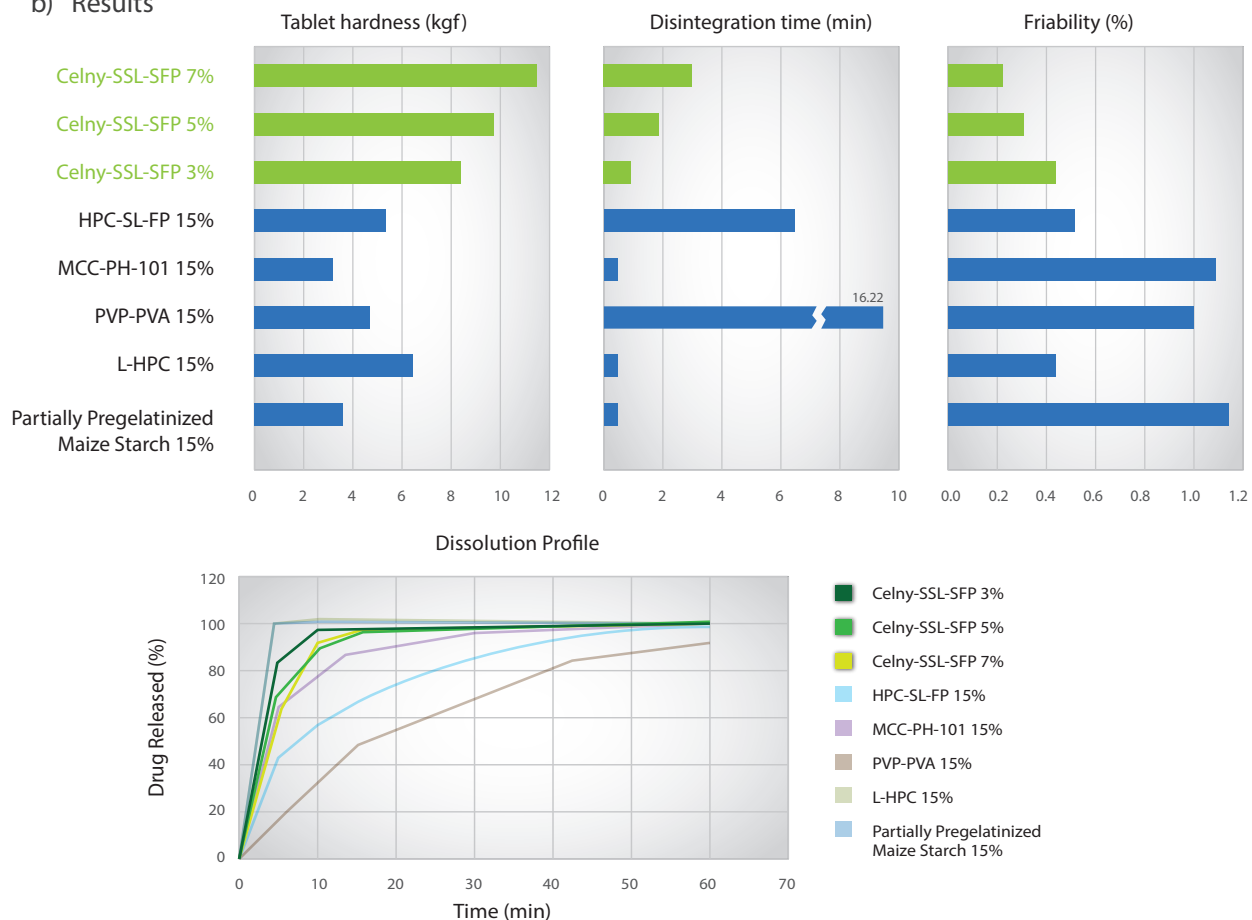 b) Results
Tablet hardness (kgf)
Disintegration time (min)
Friability (%)
Celny-SSL-SFP 7%
Celny-SSL-SFP 5%
Celny-SSL-SFP 3%
HPC-SL-FP 15%
MCC-PH-101 15%
PVP-PVA 15%
L-HPC 15%
Partially Pregelatinized
Maize Starch 15%
16.22
0 2 4 6 8 10 12
0 2 4 6 8 10
0.0 0.2 0.4 0.6 0.8 1.0 1.2
Dissolution Profile
Drug Released (%)
120
100
80
60
40
20
0
0 10 20 30 40 50 60 70
Time (min)
Celny-SSL-SFP 3%
Celny-SSL-SFP 5%
Celny-SSL-SFP 7%
HPC-SL-FP 15%
MCC-PH-101 15%
PVP-PVA 15%
L-HPC 15%
Partially Pregelatinized
Maize Starch 15%